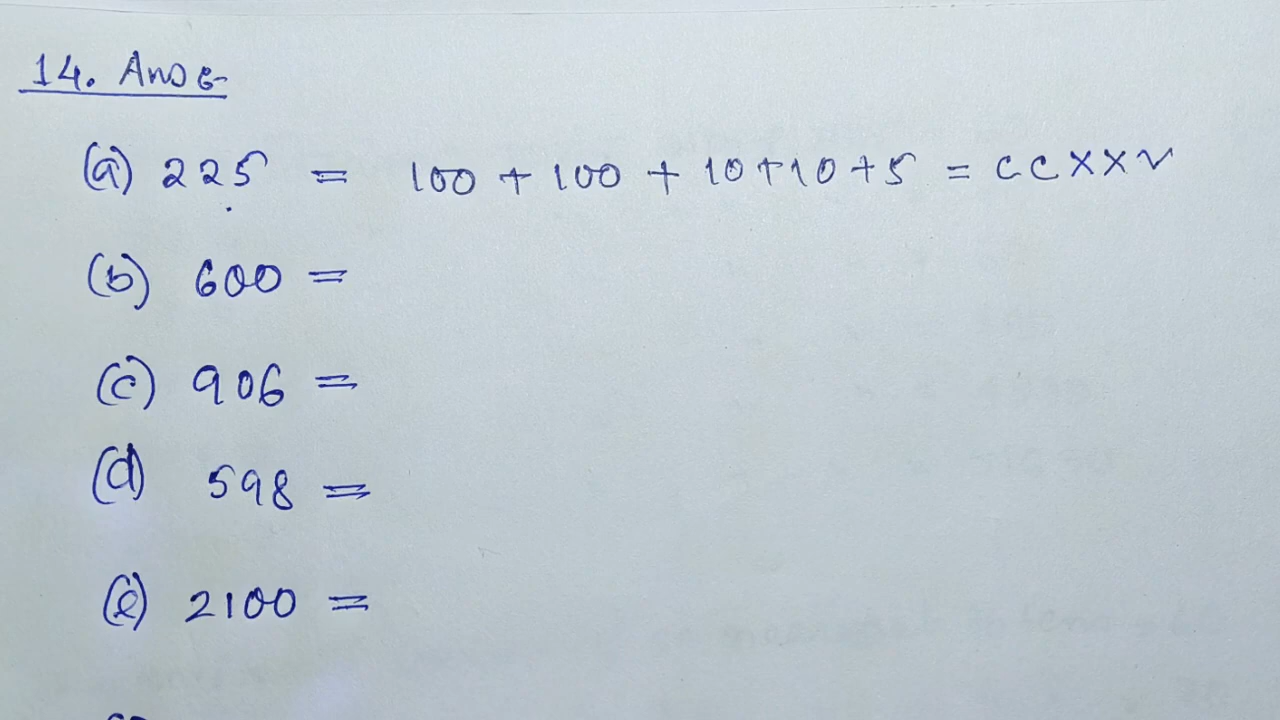 14. Ans:-
(a) 225 = 100 + 100 + 10+10+5 = CCXXV
(b) 600 =
(c) 906 =
(d) 598 =
(e) 2100 =